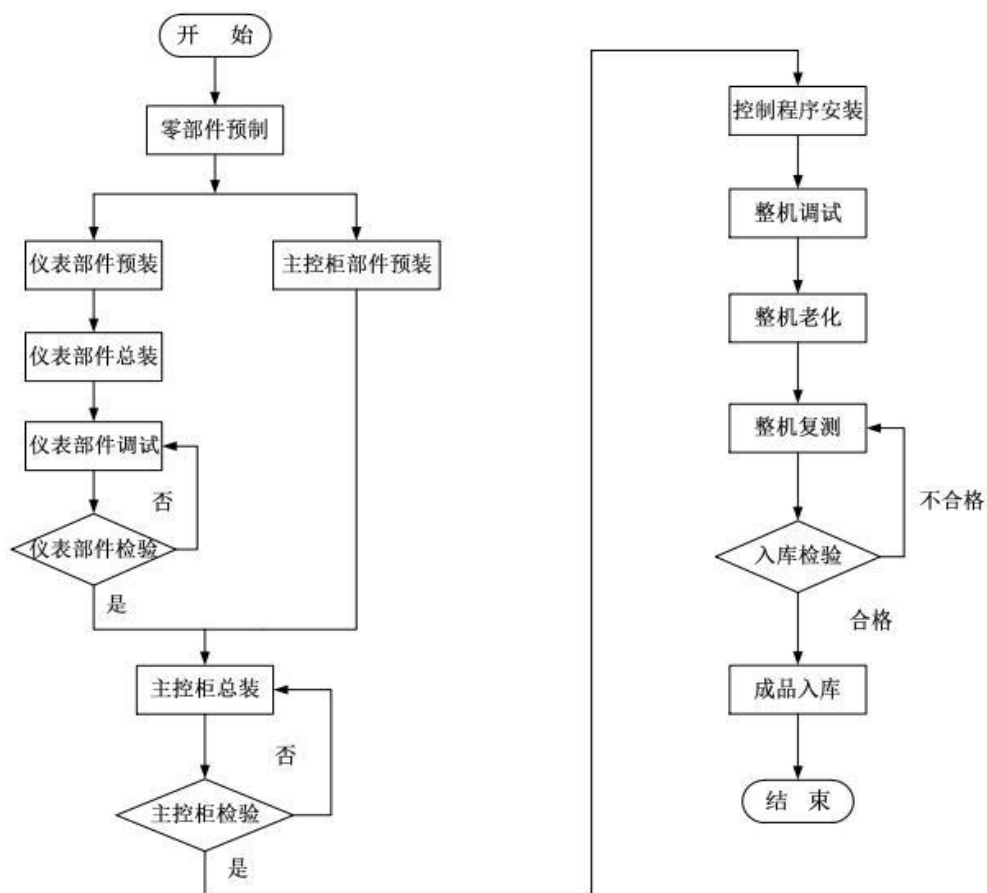 开 始
零部件预制
仪表部件预装
主控柜部件预装
仪表部件总装
仪表部件调试
否
仪表部件检验
是
主控柜总装
否
主控柜检验
是
控制程序安装
整机调试
整机老化
整机复测
不合格
入库检验
合格
成品入库
结 束